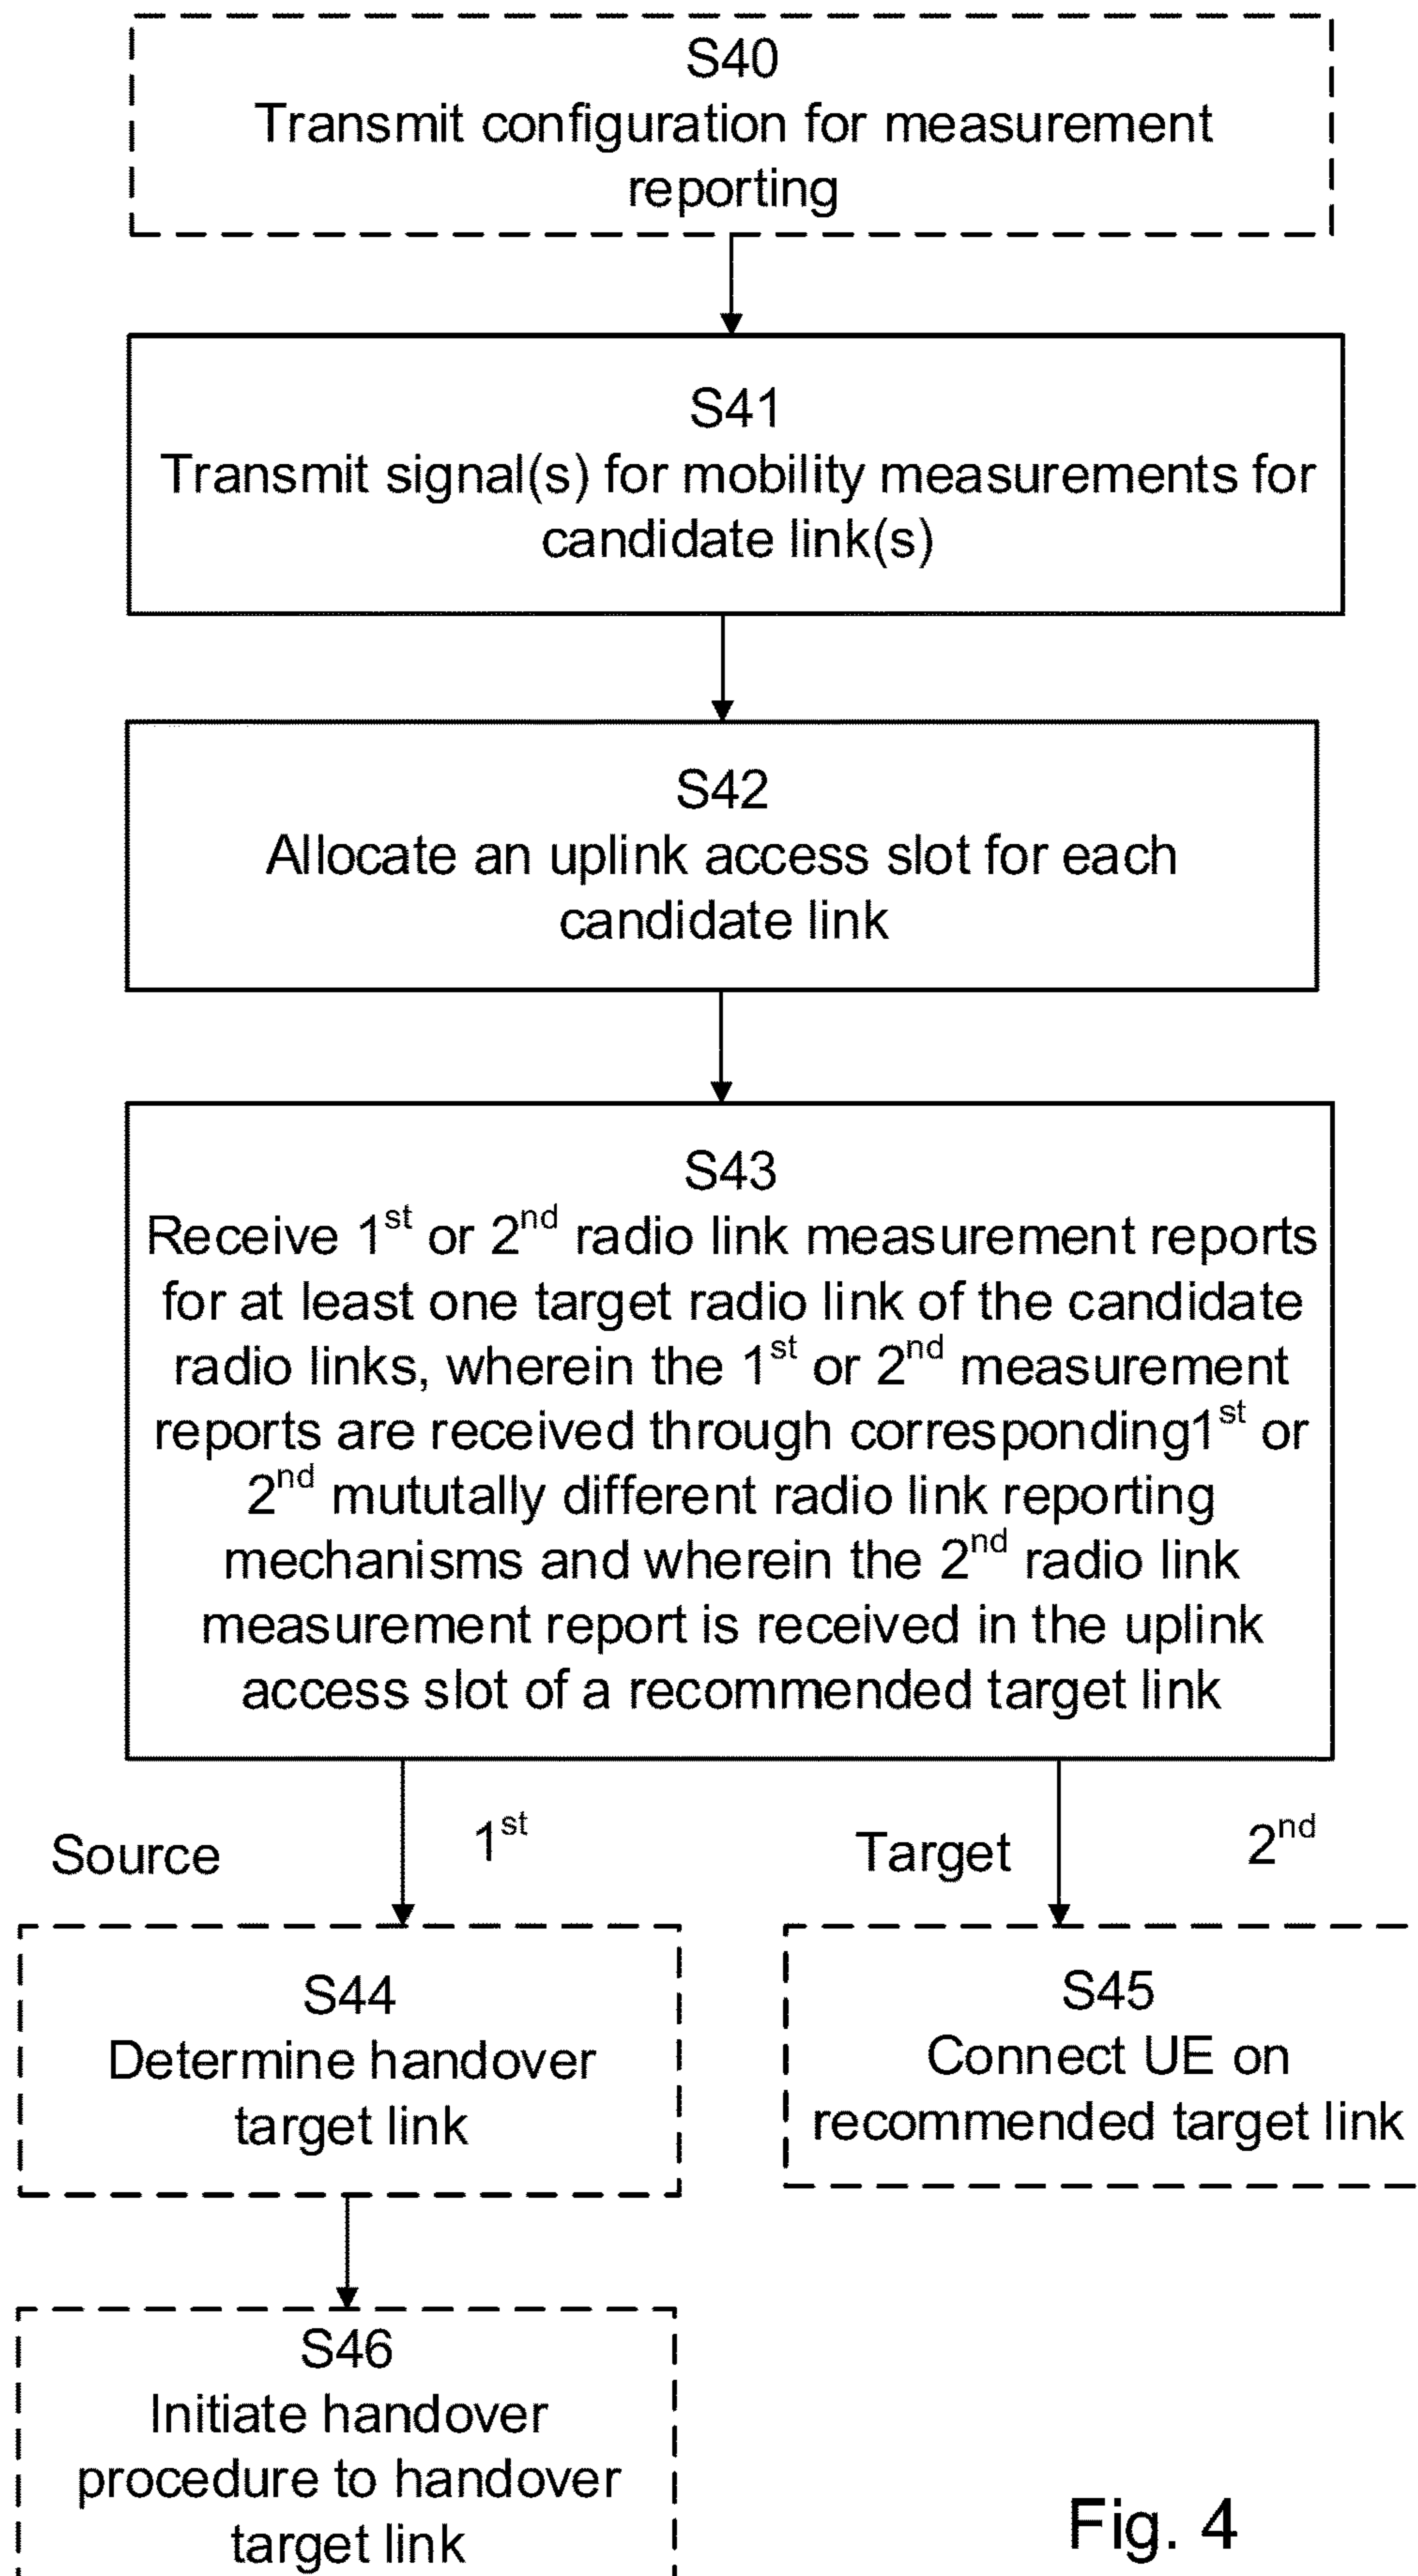 S40
Transmit configuration for measurement
reporting
S41
Transmit signal(s) for mobility measurements for
candidate link(s)
S42
Allocate an uplink access slot for each
candidate link
S43
Receive 1st or 2nd radio link measurement reports
for at least one target radio link of the candidate
radio links, wherein the 1st or 2nd measurement
reports are received through corresponding1st or
2nd mututally different radio link reporting
mechanisms and wherein the 2nd radio link
measurement report is received in the uplink
access slot of a recommended target link
Source 1st Target 2nd
S44
Determine handover
target link
S45
Connect UE on
recommended target link
S46
Initiate handover
procedure to handover
target link
Fig. 4